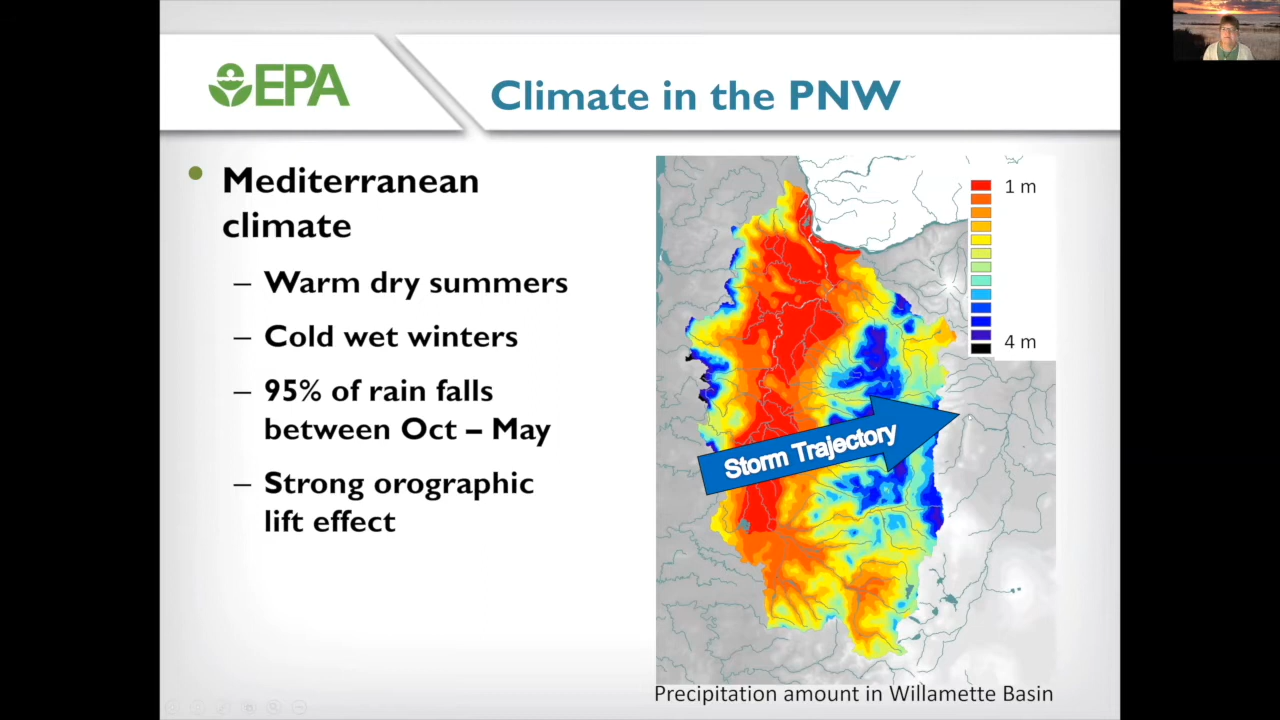 EPA
Climate in the PNW
Mediterranean
climate
– Warm dry summers
– Cold wet winters
– 95% of rain falls
between Oct – May
– Strong orographic
lift effect
1 m
4 m
Storm Trajectory
Precipitation amount in Willamette Basin